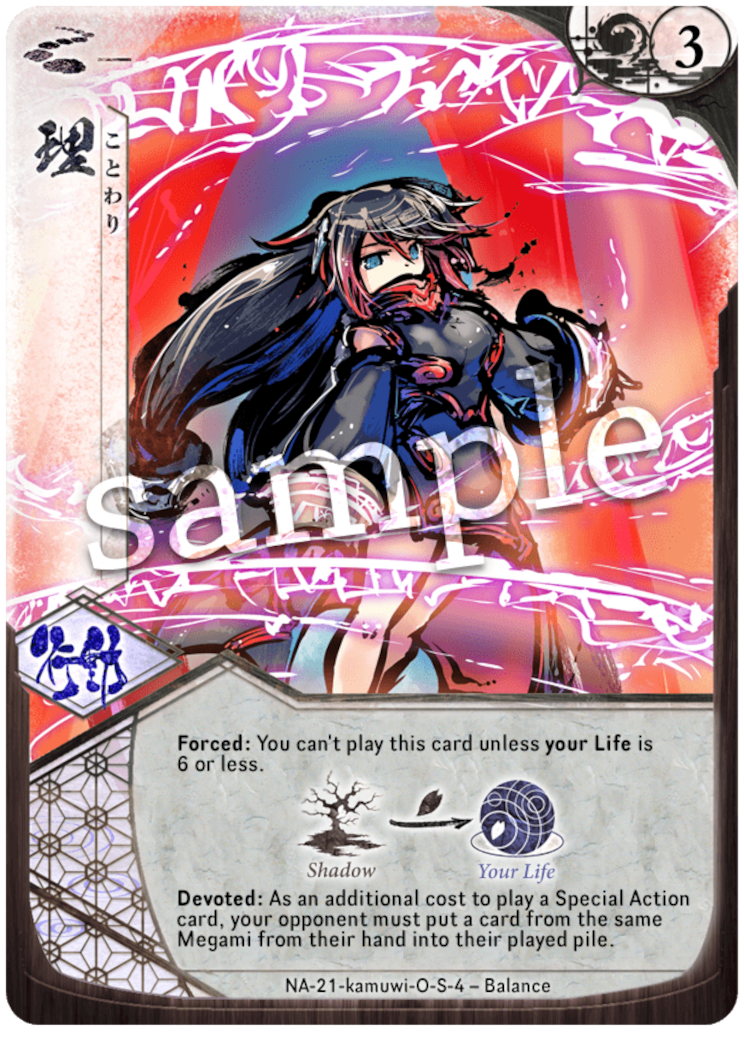 3
理
ことわり
sample
行動
Forced: You can't play this card unless your Life is
6 or less.
Shadow
Your Life
Devoted: As an additional cost to play a Special Action
card, your opponent must put a card from the same
Megami from their hand into their played pile.
NA-21-kamuwi-O-S-4 – Balance